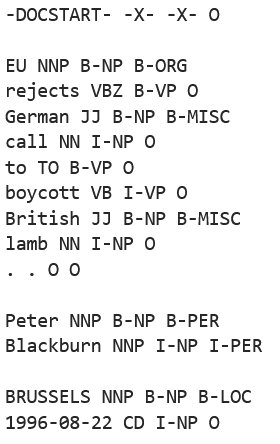 -DOCSTART- -X- -X- O

EU NNP B-NP B-ORG
rejects VBZ B-VP O
German JJ B-NP B-MISC
call NN I-NP O
to TO B-VP O
boycott VB I-VP O
British JJ B-NP B-MISC
lamb NN I-NP O
. . O O

Peter NNP B-NP B-PER
Blackburn NNP I-NP I-PER

BRUSSELS NNP B-NP B-LOC
1996-08-22 CD I-NP O